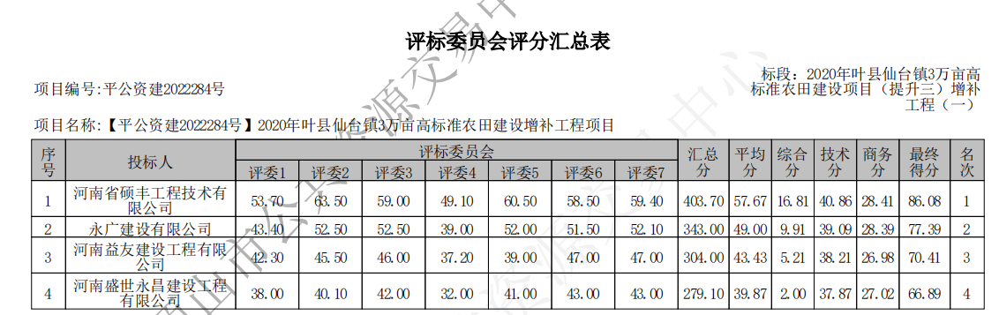 评标委员会评分汇总表
标段：2020年叶县仙台镇3万亩高
项目编号:平公资建2022284号
标准农田建设项目（提升三）增补
工程（一）
项目名称:【平公资建2022284号】2020年叶县仙台镇3万亩高标准农田建设增补工程项目
序号 投标人 评标委员会 汇总分 平均分 综合分 技术分 商务分 最终得分 名次
评委1 评委2 评委3 评委4 评委5 评委6 评委7
1 河南省硕丰工程技术有限公司 53.70 63.50 59.00 49.10 60.50 58.50 59.40 403.70 57.67 16.81 40.86 28.41 86.08 1
2 永广建设有限公司 43.40 52.50 52.50 39.00 52.00 51.50 52.10 343.00 49.00 9.91 39.09 28.39 77.39 2
3 河南益友建设工程有限公司 42.30 45.50 46.00 37.20 39.00 47.00 47.00 304.00 43.43 5.21 38.21 26.98 70.41 3
4 河南盛世永昌建设工程有限公司 38.00 40.10 42.00 32.00 41.00 43.00 43.00 279.10 39.87 2.00 37.87 27.02 66.89 4
山市公共资源交易中
资源交易中心